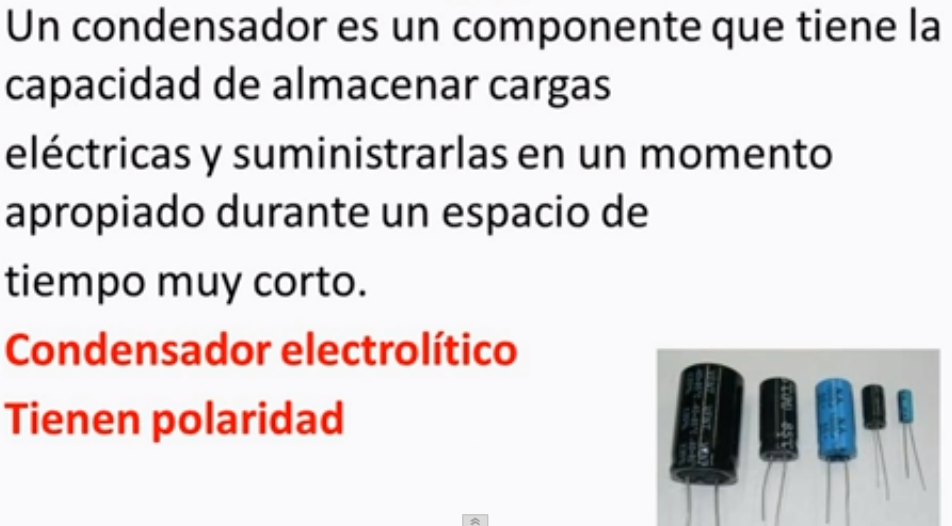 Un condensador es un componente que tiene la
capacidad de almacenar cargas
eléctricas y suministrarlas en un momento
apropiado durante un espacio de
tiempo muy corto.
Condensador electrolítico
Tienen polaridad